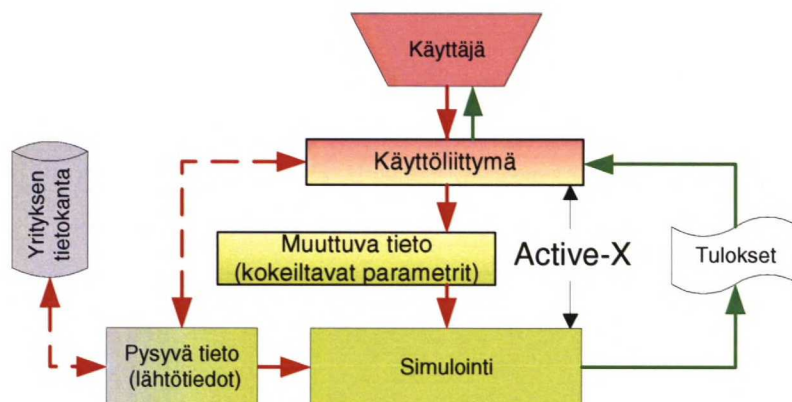 Käyttäjä
Käyttöliittymä
Yrityksen
tietokanta
Muuttuva tieto
(kokeiltavat parametrit)
Active-X
Tulokset
Pysyvä tieto
(lähtötiedot)
Simulointi